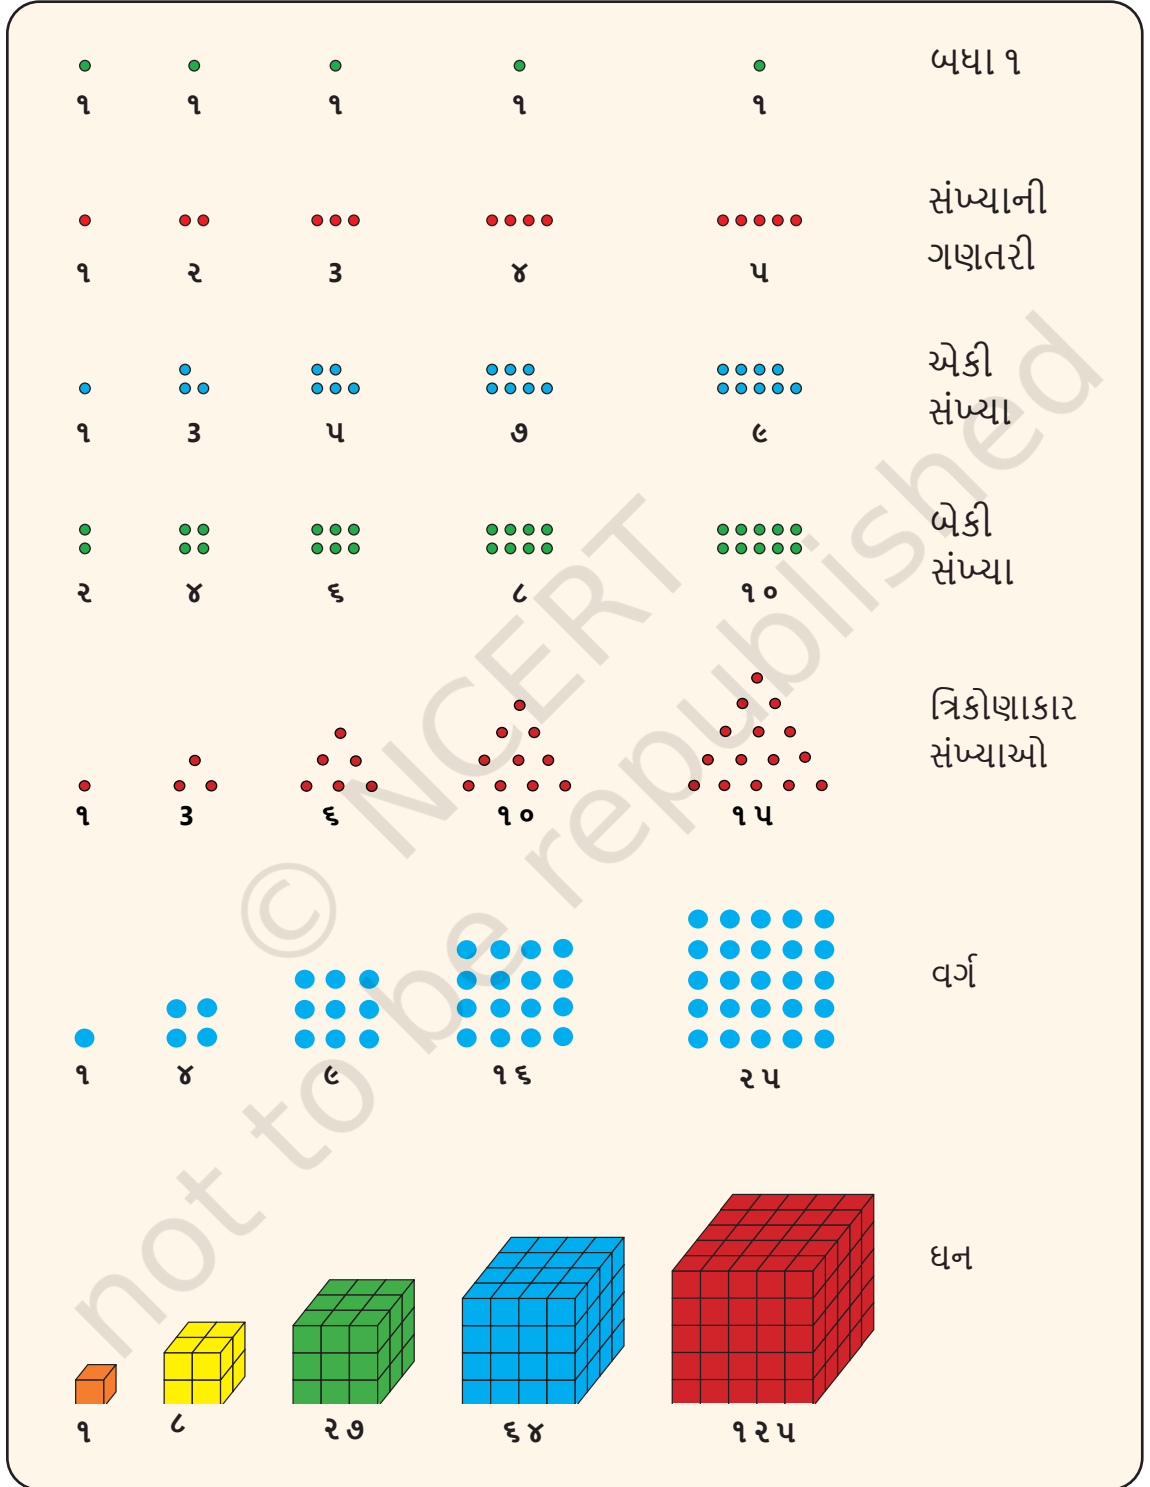 બધા ૧
૧ ૧ ૧ ૧ ૧
સંખ્યાની
ગણતરી
૧ ૨ ૩ ૪ ૫
એકી
સંખ્યા
૧ ૩ ૫ ૭ ૯
બેકી
સંખ્યા
૨ ૪ ૬ ૮ ૧૦
ત્રિકોણાકાર
સંખ્યાઓ
૧ ૩ ૬ ૧૦ ૧૫
વર્ગ
૧ ૪ ૯ ૧૬ ૨૫
ઘન
૧ ૮ ૨૭ ૬૪ ૧૨૫
© NCERT
not to be republished